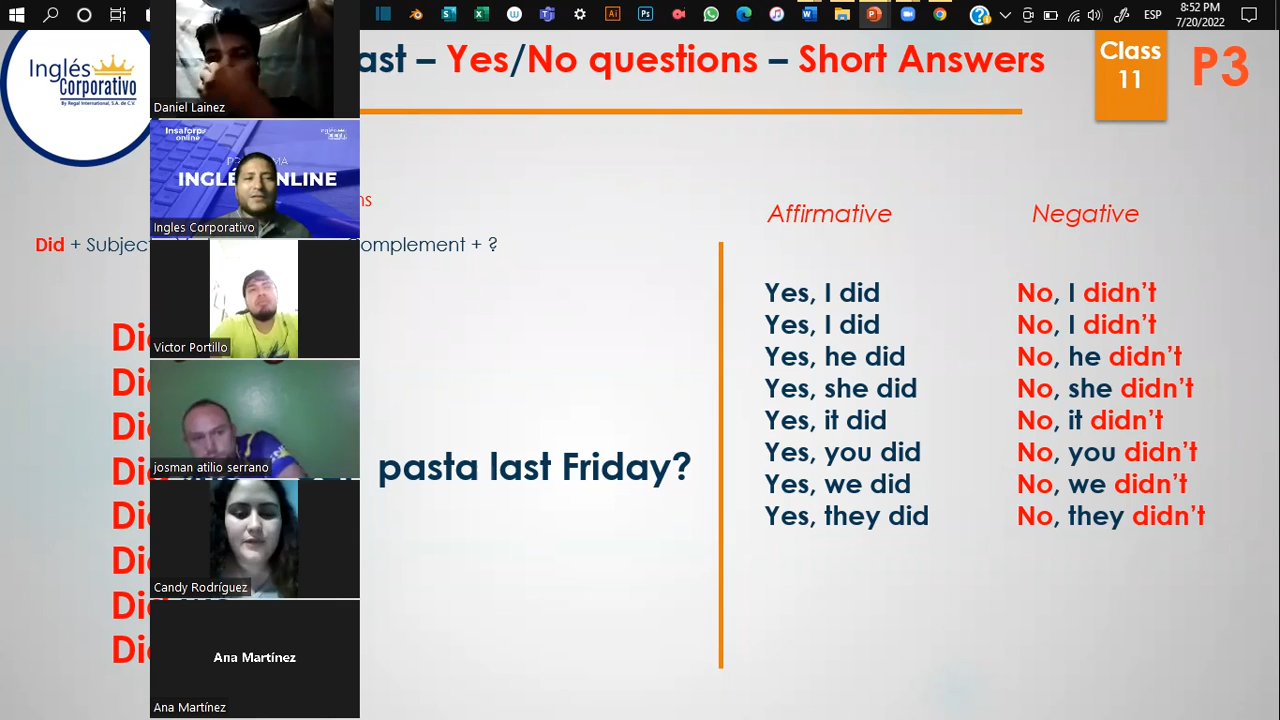 8:52 PM
ESP
7/20/2022
Inglés
Corporativo
By Regal International, S.A. de C.V.
ast – Yes/No questions – Short Answers
Class
11
P3
Daniel Lainez
Insaforp
online
INGLÉ NLINE
Ingles Corporativo
Affirmative
Negative
Did + Subject
omplement + ?
Yes, I did
No, I didn't
Yes, I did
No, I didn't
Yes, he did
No, he didn't
Yes, she did
No, she didn't
Yes, it did
No, it didn't
Yes, you did
No, you didn't
Yes, we did
No, we didn't
Yes, they did
No, they didn't
Victor Portillo
pasta last Friday?
josman atilio serrano
Candy Rodríguez
Ana Martínez
Ana Martínez